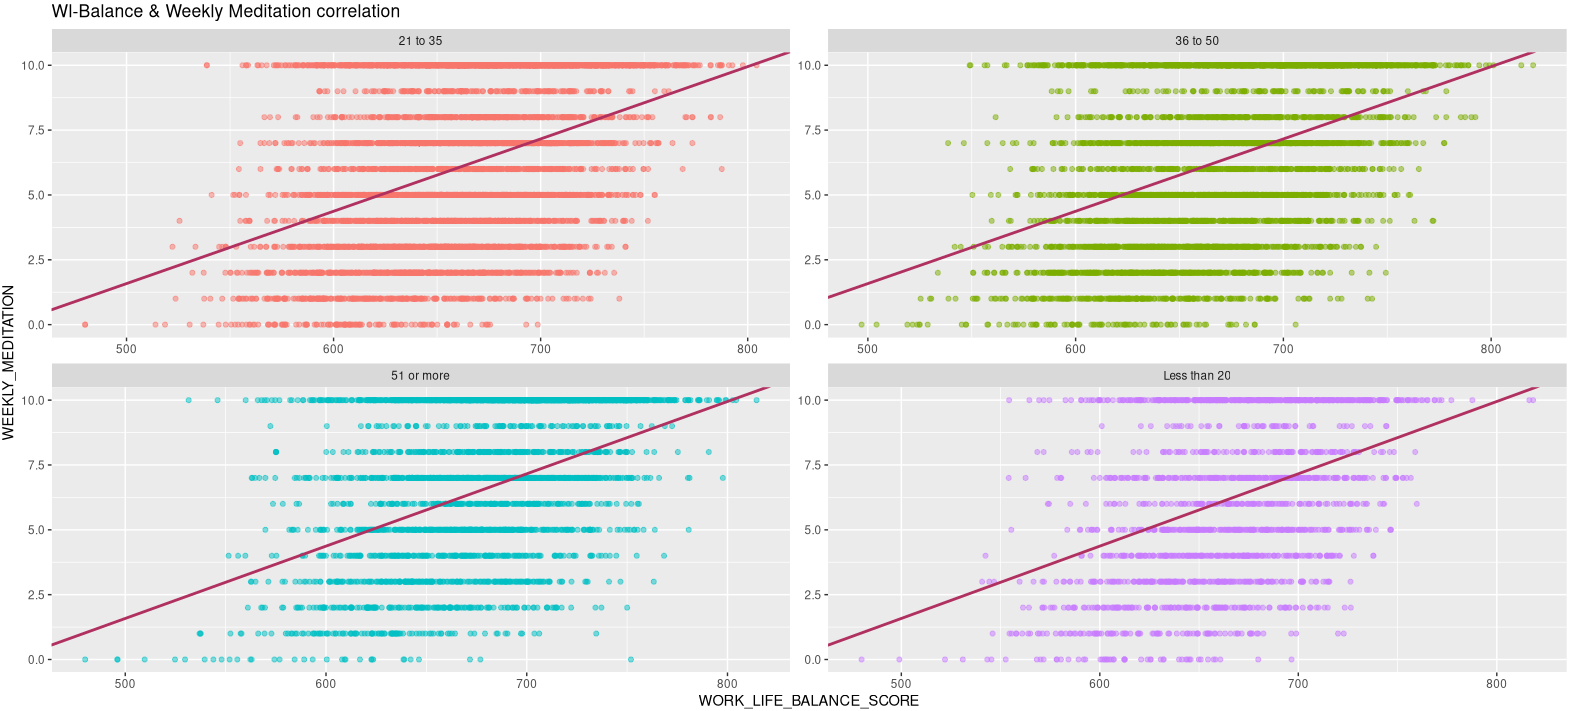 Wl-Balance & Weekly Meditation correlation
21 to 35
36 to 50
10.0
7.5
5.0
2.5
0.0
500 600 700 800
10.0
7.5
5.0
2.5
0.0
500 600 700 800
51 or more
Less than 20
10.0
7.5
5.0
2.5
0.0
500 600 700 800
10.0
7.5
5.0
2.5
0.0
500 600 700 800
WEEKLY_MEDITATION
WORK_LIFE_BALANCE_SCORE